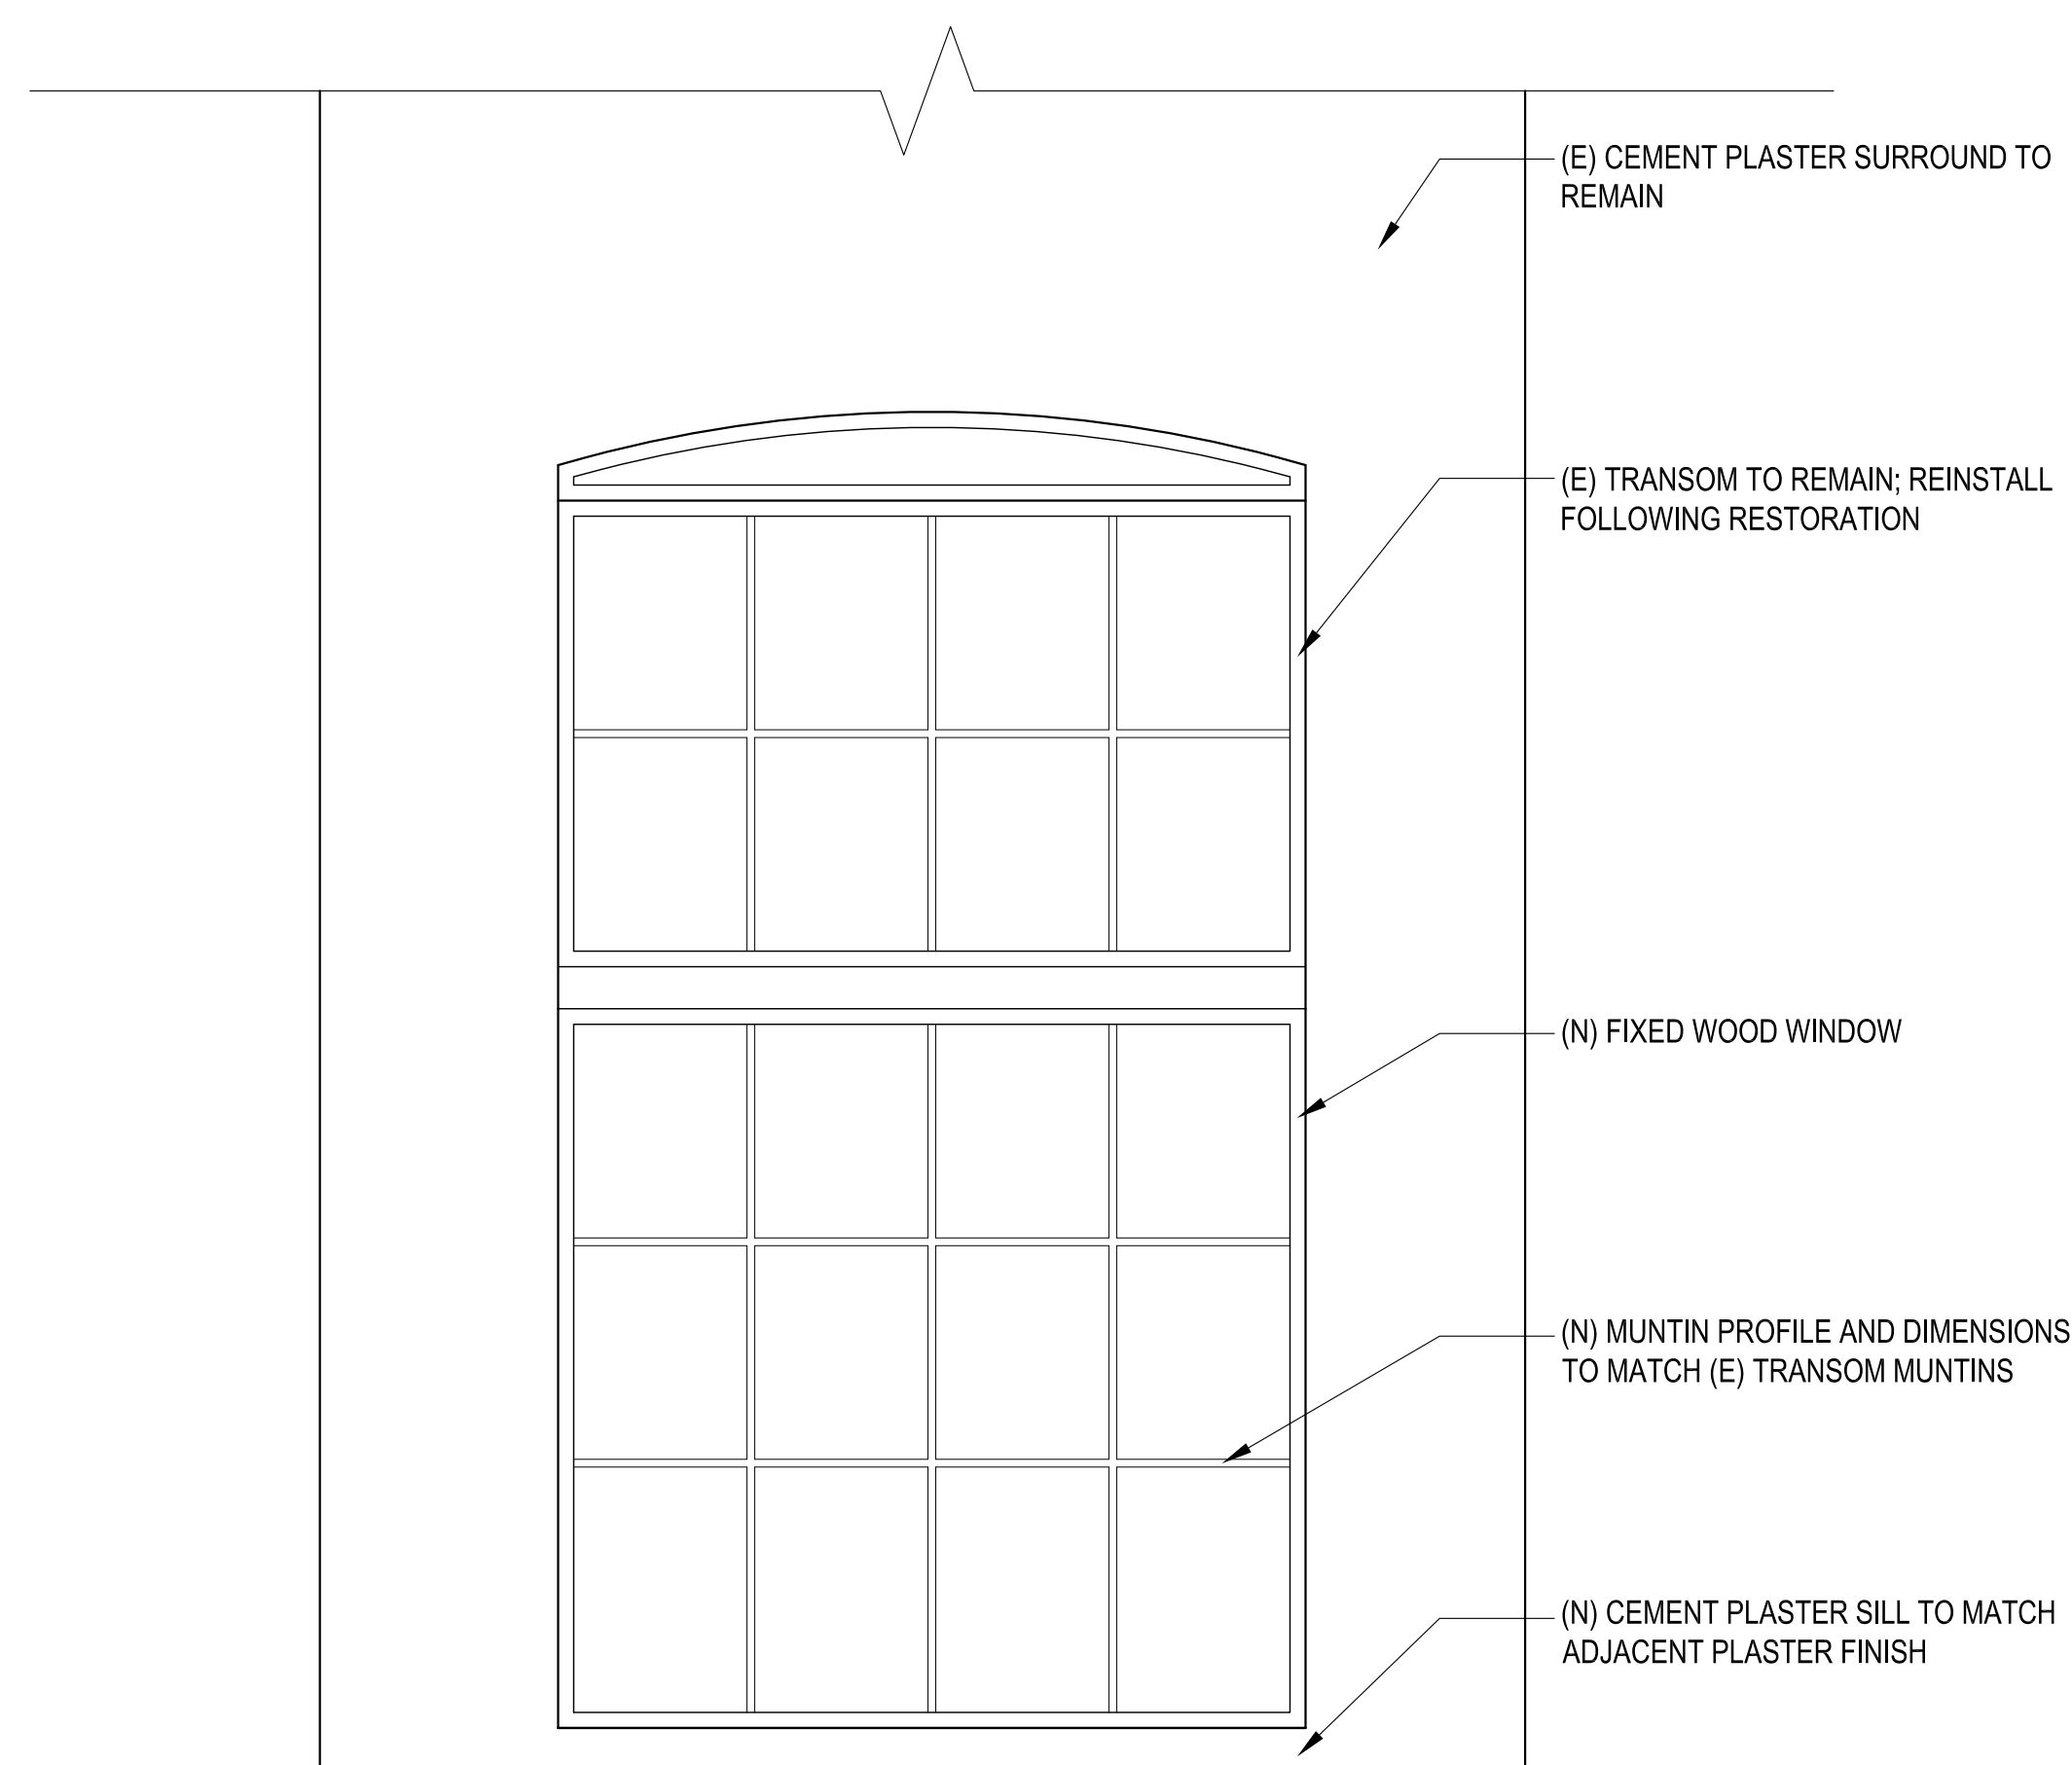 (E) CEMENT PLASTER SURROUND TO
REMAIN
(E) TRANSOM TO REMAIN; REINSTALL
FOLLOWING RESTORATION
(N) FIXED WOOD WINDOW
(N) MUNTIN PROFILE AND DIMENSIONS
TO MATCH (E) TRANSOM MUNTINS
(N) CEMENT PLASTER SILL TO MATCH
ADJACENT PLASTER FINISH